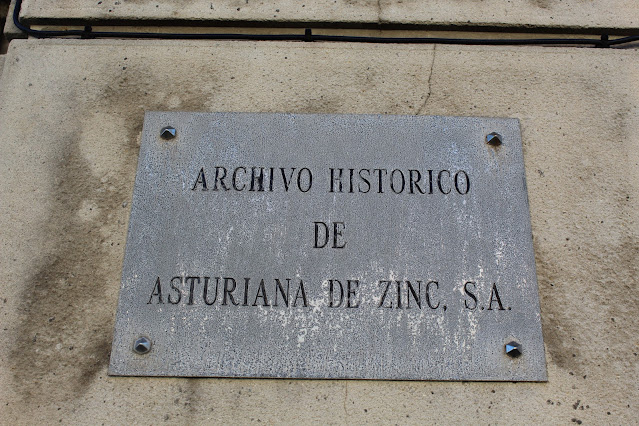 ARCHIVO HISTORICO
DE
ASTURIANA DE ZINC, S.A.